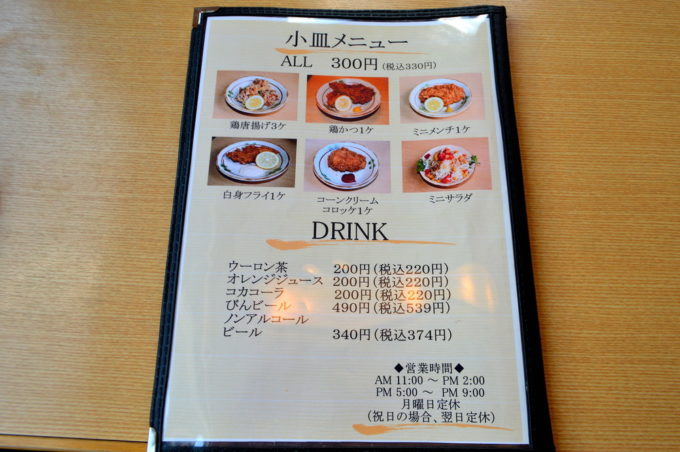 小皿メニュー
ALL 300円(税込330円)
鶏唐揚げ3ケ
鶏かつ1ケ
ミニメンチ1ケ
白身フライ1ケ
コーンクリーム
コロッケ1ケ
ミニサラダ
DRINK
ウーロン茶 200円(税込220円)
オレンジジュース 200円(税込220円)
コカコーラ 200円(税込220円)
びんビール 490円(税込539円)
ノンアルコール
ビール 340円(税込374円)
◆営業時間◆
AM 11:00 ～ PM 2:00
PM 5:00 ～ PM 9:00
月曜日定休
(祝日の場合、翌日定休)